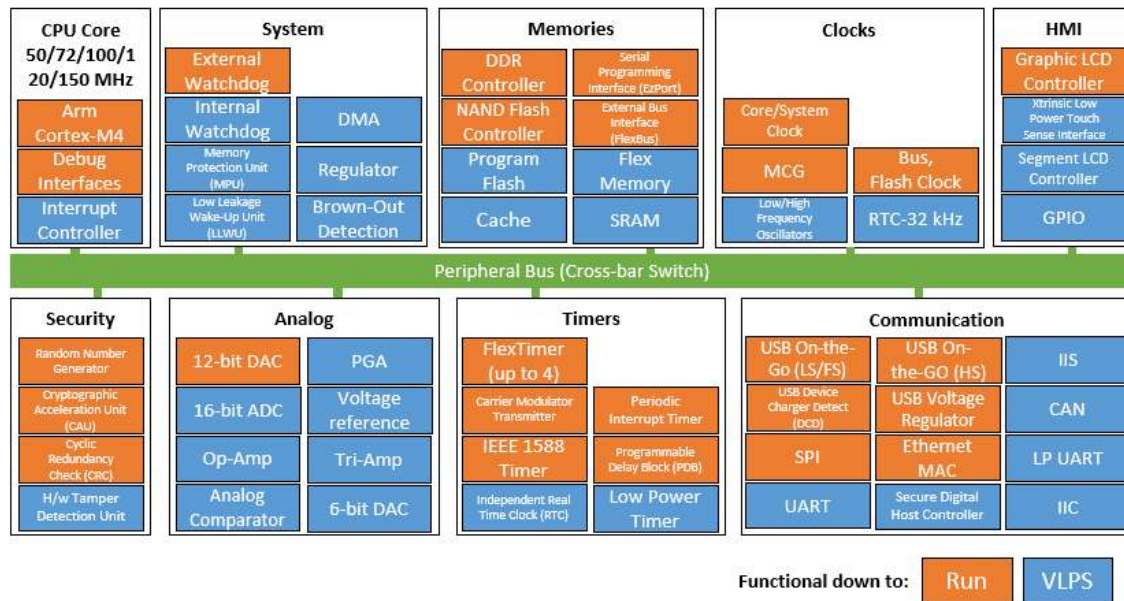 CPU Core
50/72/100/1
20/150 MHz
Arm
Cortex-M4
Debug
Interfaces
Interrupt
Controller
System
External
Watchdog
Internal
Watchdog
DMA
Memory
Protection Unit
(MPU)
Regulator
Low Leakage
Wake-Up Unit
(LLWU)
Brown-Out
Detection
Memories
DDR
Controller
Serial
Programming
Interface (EzPort)
NAND Flash
Controller
External Bus
Interface
(FlexBus)
Program
Flash
Flex
Memory
Cache
SRAM
Clocks
Core/System
Clock
MCG
Bus,
Flash Clock
Low/High
Frequency
Oscillators
RTC-32 kHz
HMI
Graphic LCD
Controller
Xtrinsic Low
Power Touch
Sense Interface
Segment LCD
Controller
GPIO
Peripheral Bus (Cross-bar Switch)
Security
Random Number
Generator
Cryptographic
Acceleration Unit
(CAU)
Cyclic
Redundancy
Check (CRC)
H/w Tamper
Detection Unit
Analog
12-bit DAC
PGA
16-bit ADC
Voltage
reference
Op-Amp
Tri-Amp
Analog
Comparator
6-bit DAC
Timers
FlexTimer
(up to 4)
Carrier Modulator
Transmitter
Periodic
Interrupt Timer
IEEE 1588
Timer
Programmable
Delay Block (PDB)
Independent Real
Time Clock (RTC)
Low Power
Timer
Communication
USB On-the-
Go (LS/FS)
USB On-
the-GO (HS)
IIS
USB Device
Charger Detect
(DCD)
USB Voltage
Regulator
CAN
SPI
Ethernet
MAC
LP UART
UART
Secure Digital
Host Controller
IIC
Functional down to:
Run
VLPS